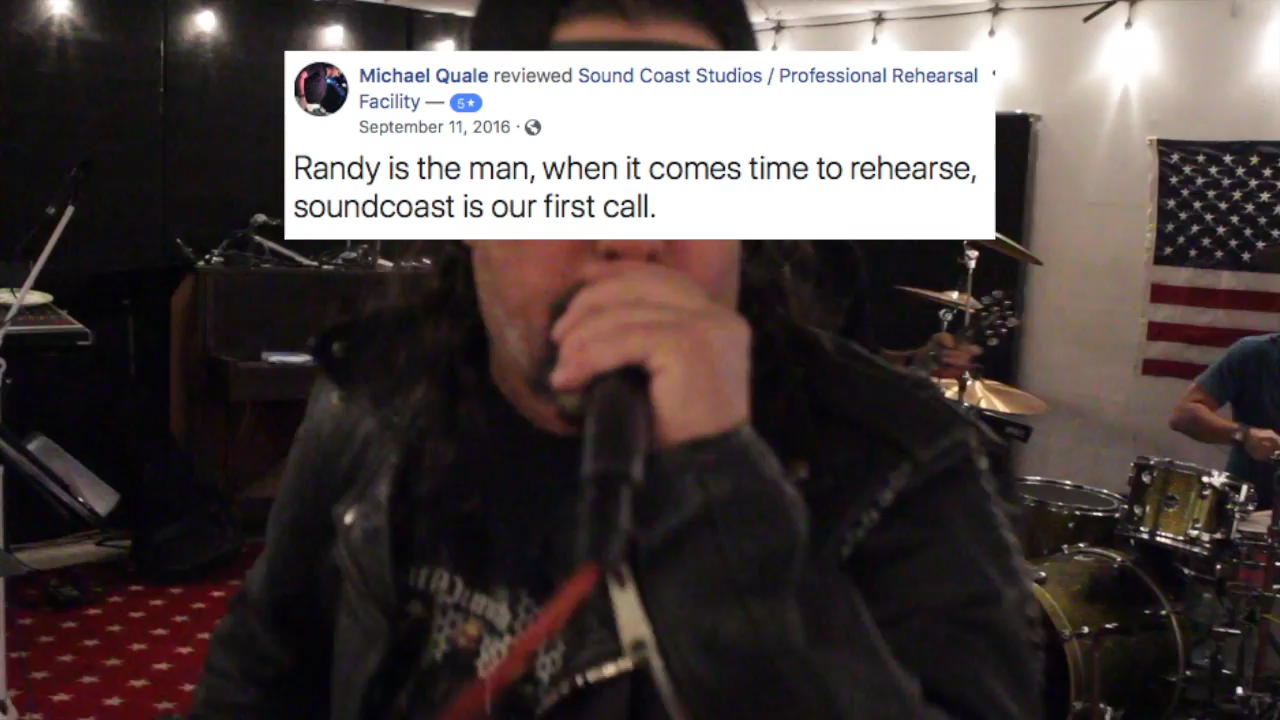 Michael Quale reviewed Sound Coast Studios / Professional Rehearsal
Facility — 5★
September 11, 2016 ·
Randy is the man, when it comes time to rehearse,
soundcoast is our first call.